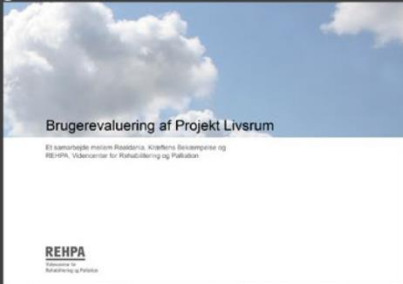 Brugerevaluering af Projekt Livsrum
Et samarbejde mellem Realdania, Kræftens Bekæmpelse og
REHPA, Videncenter for Rehabilitering og Palliation
REHPA
Videncenter for
Rehabilitering og Palliation